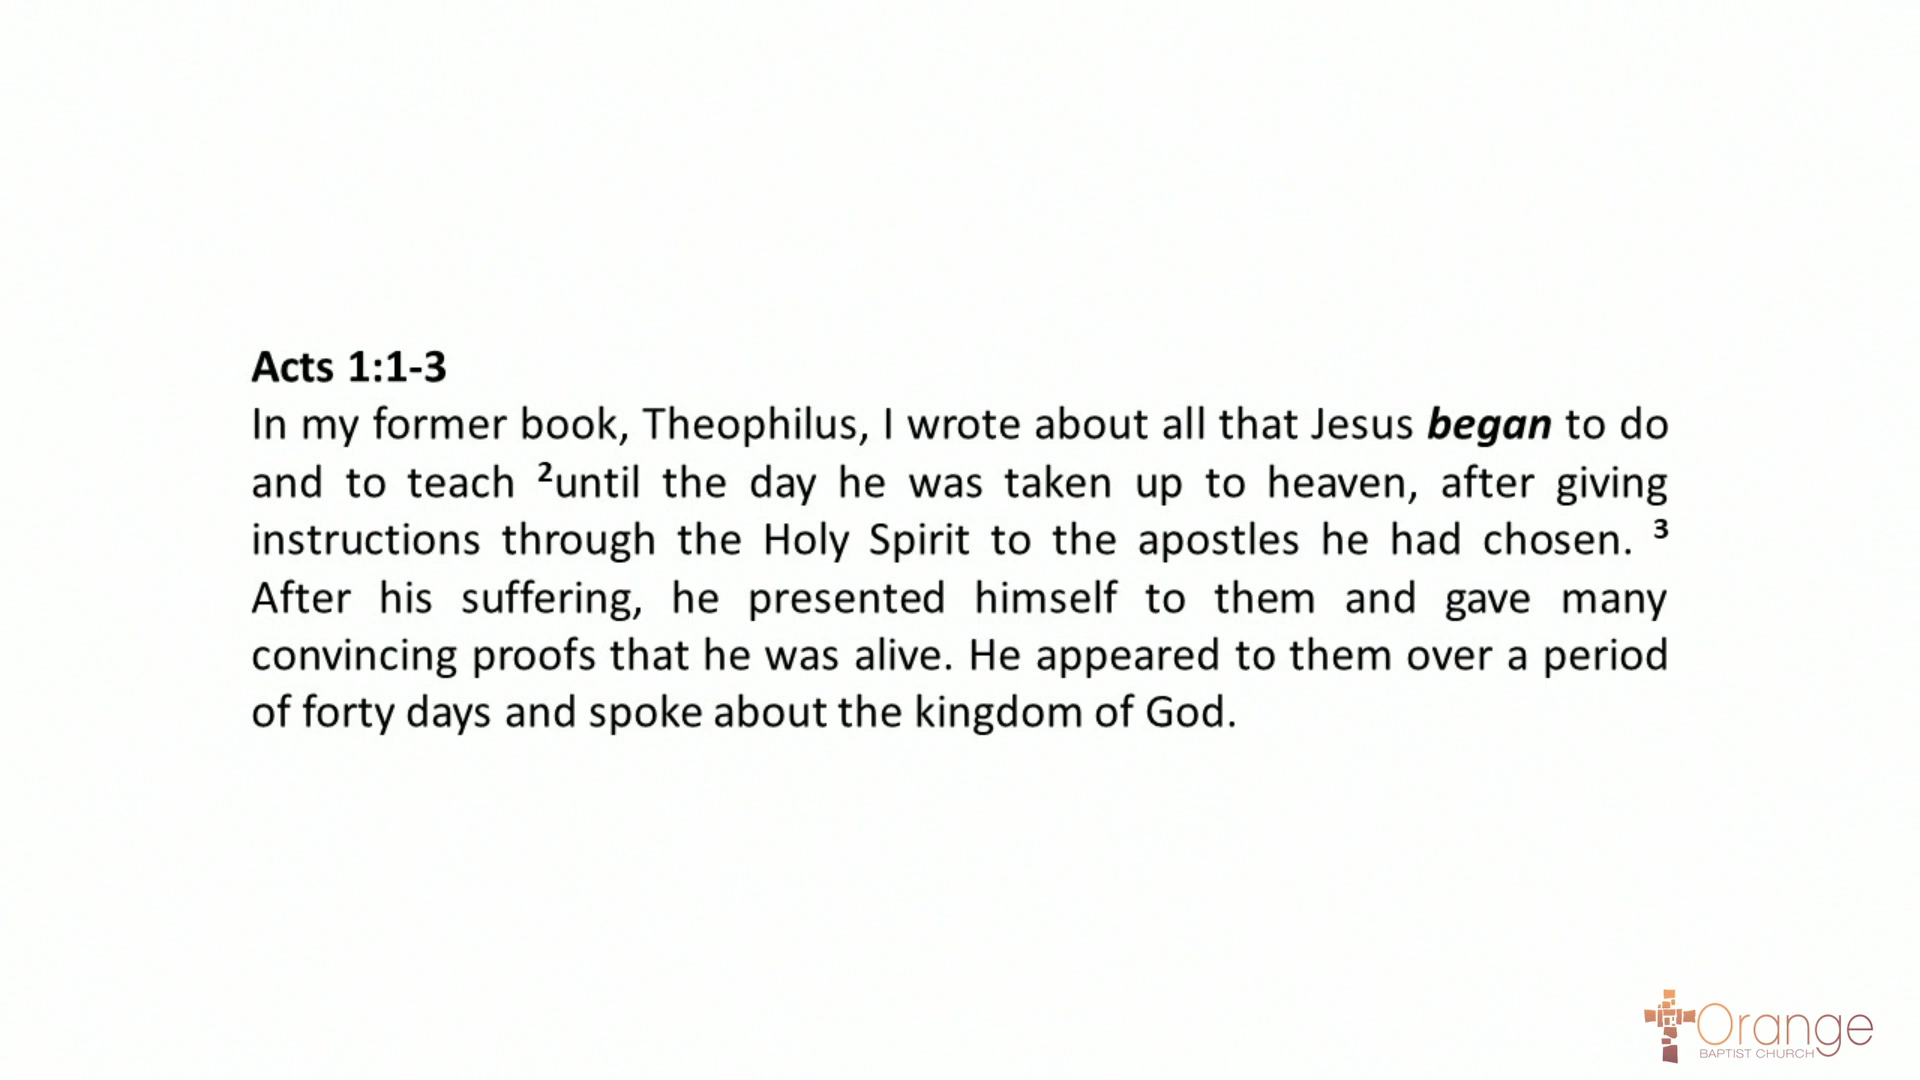 Acts 1:1-3
In my former book, Theophilus, I wrote about all that Jesus began to do
and to teach ²until the day he was taken up to heaven, after giving
instructions through the Holy Spirit to the apostles he had chosen. ³
After his suffering, he presented himself to them and gave many
convincing proofs that he was alive. He appeared to them over a period
of forty days and spoke about the kingdom of God.
Orange
BAPTIST CHURCH